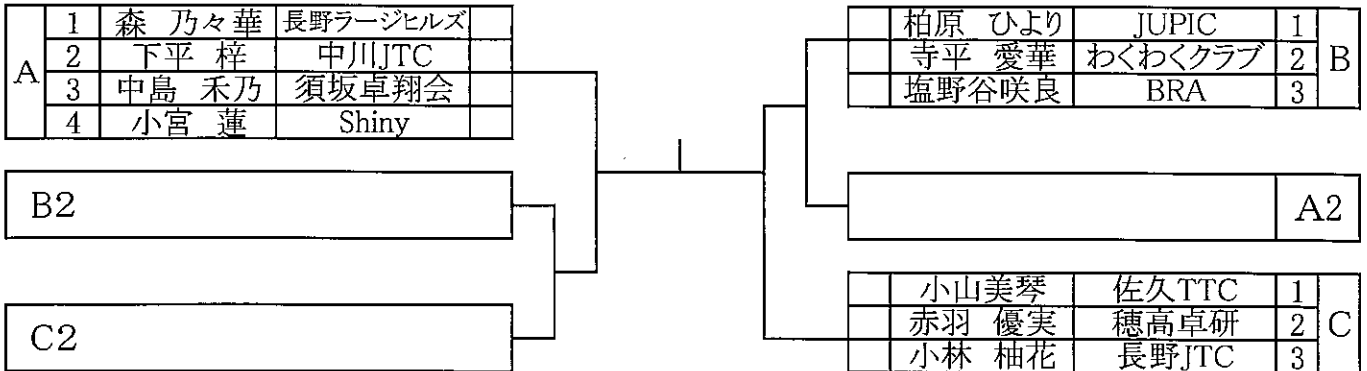 A
1 森 乃々華 長野ラージヒルズ
2 下平 梓 中川JTC
3 中島 禾乃 須坂卓翔会
4 小宮 蓮 Shiny
B2
C2
柏原 ひより JUPIC 1
寺平 愛華 わくわくクラブ 2
塩野谷咲良 BRA 3
B
A2
小山美琴 佐久TTC 1
赤羽 優実 穂高卓研 2
小林 柚花 長野JTC 3
C